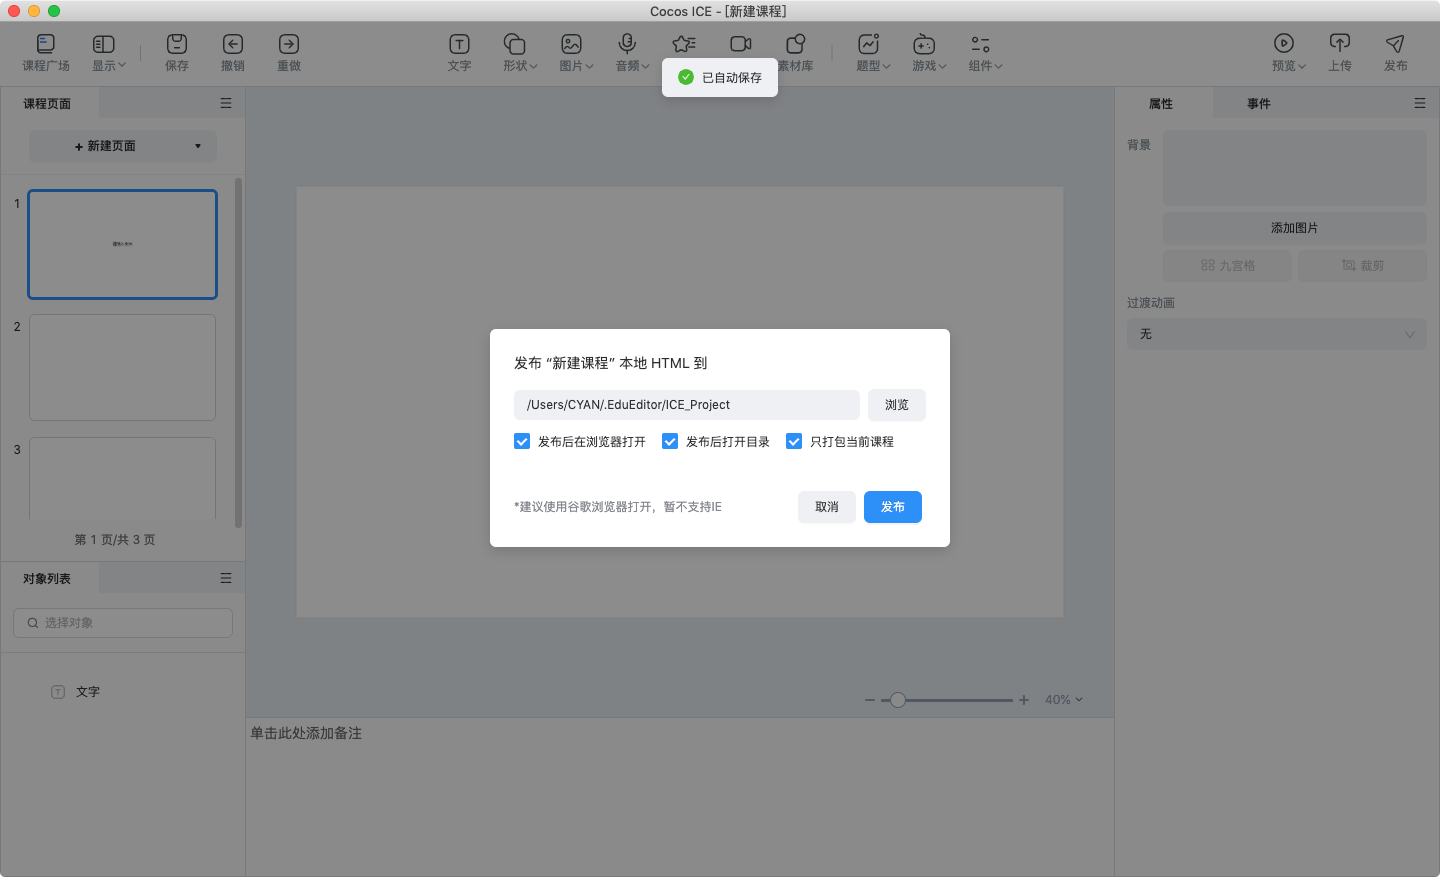 Cocos ICE - [新建课程]
课程广场 显示 保存 撤销 重做 文字 形状 图片 音频 素材库 题型 游戏 组件 预览 上传 发布
已自动保存
课程页面
+ 新建页面
1
2
3
第 1 页/共 3 页
对象列表
选择对象
文字
发布 “新建课程” 本地 HTML 到
/Users/CYAN/.EduEditor/ICE_Project
浏览
发布后在浏览器打开 发布后打开目录 只打包当前课程
*建议使用谷歌浏览器打开，暂不支持IE
取消 发布
40%
单击此处添加备注
属性 事件
背景
添加图片
九宫格 裁剪
过渡动画
无